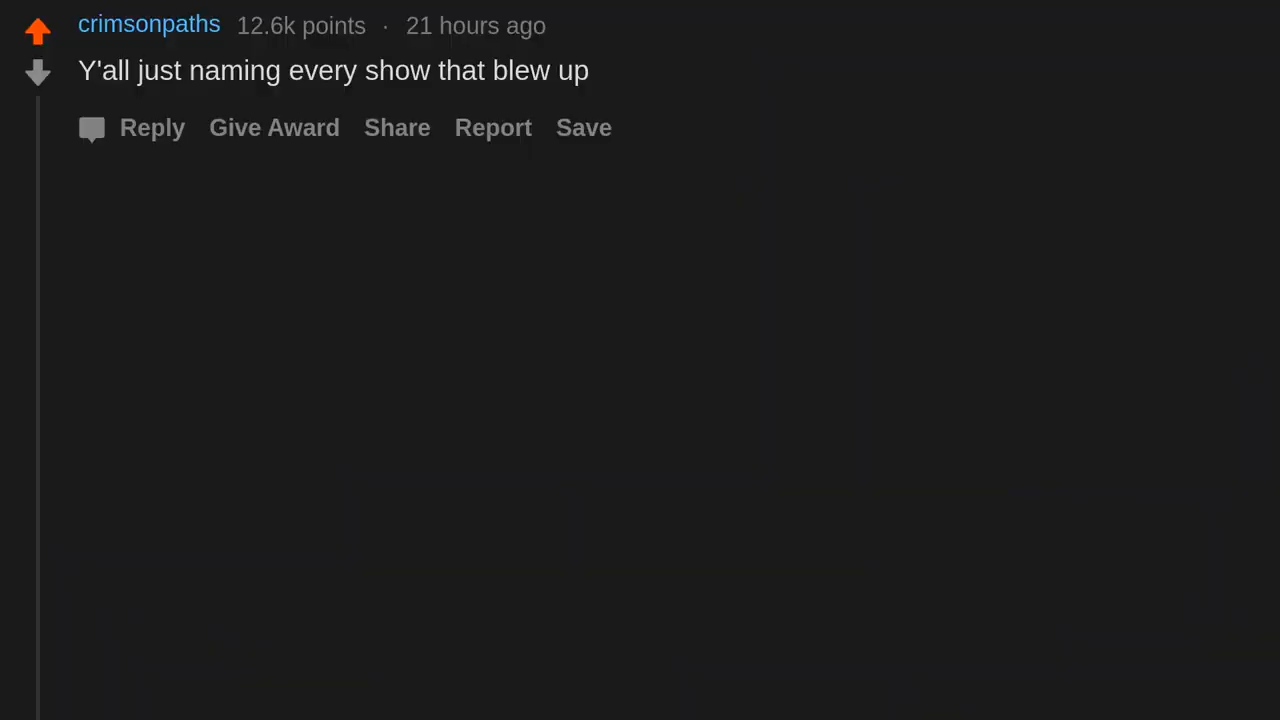 crimsonpaths 12.6k points · 21 hours ago
Y'all just naming every show that blew up
Reply Give Award Share Report Save